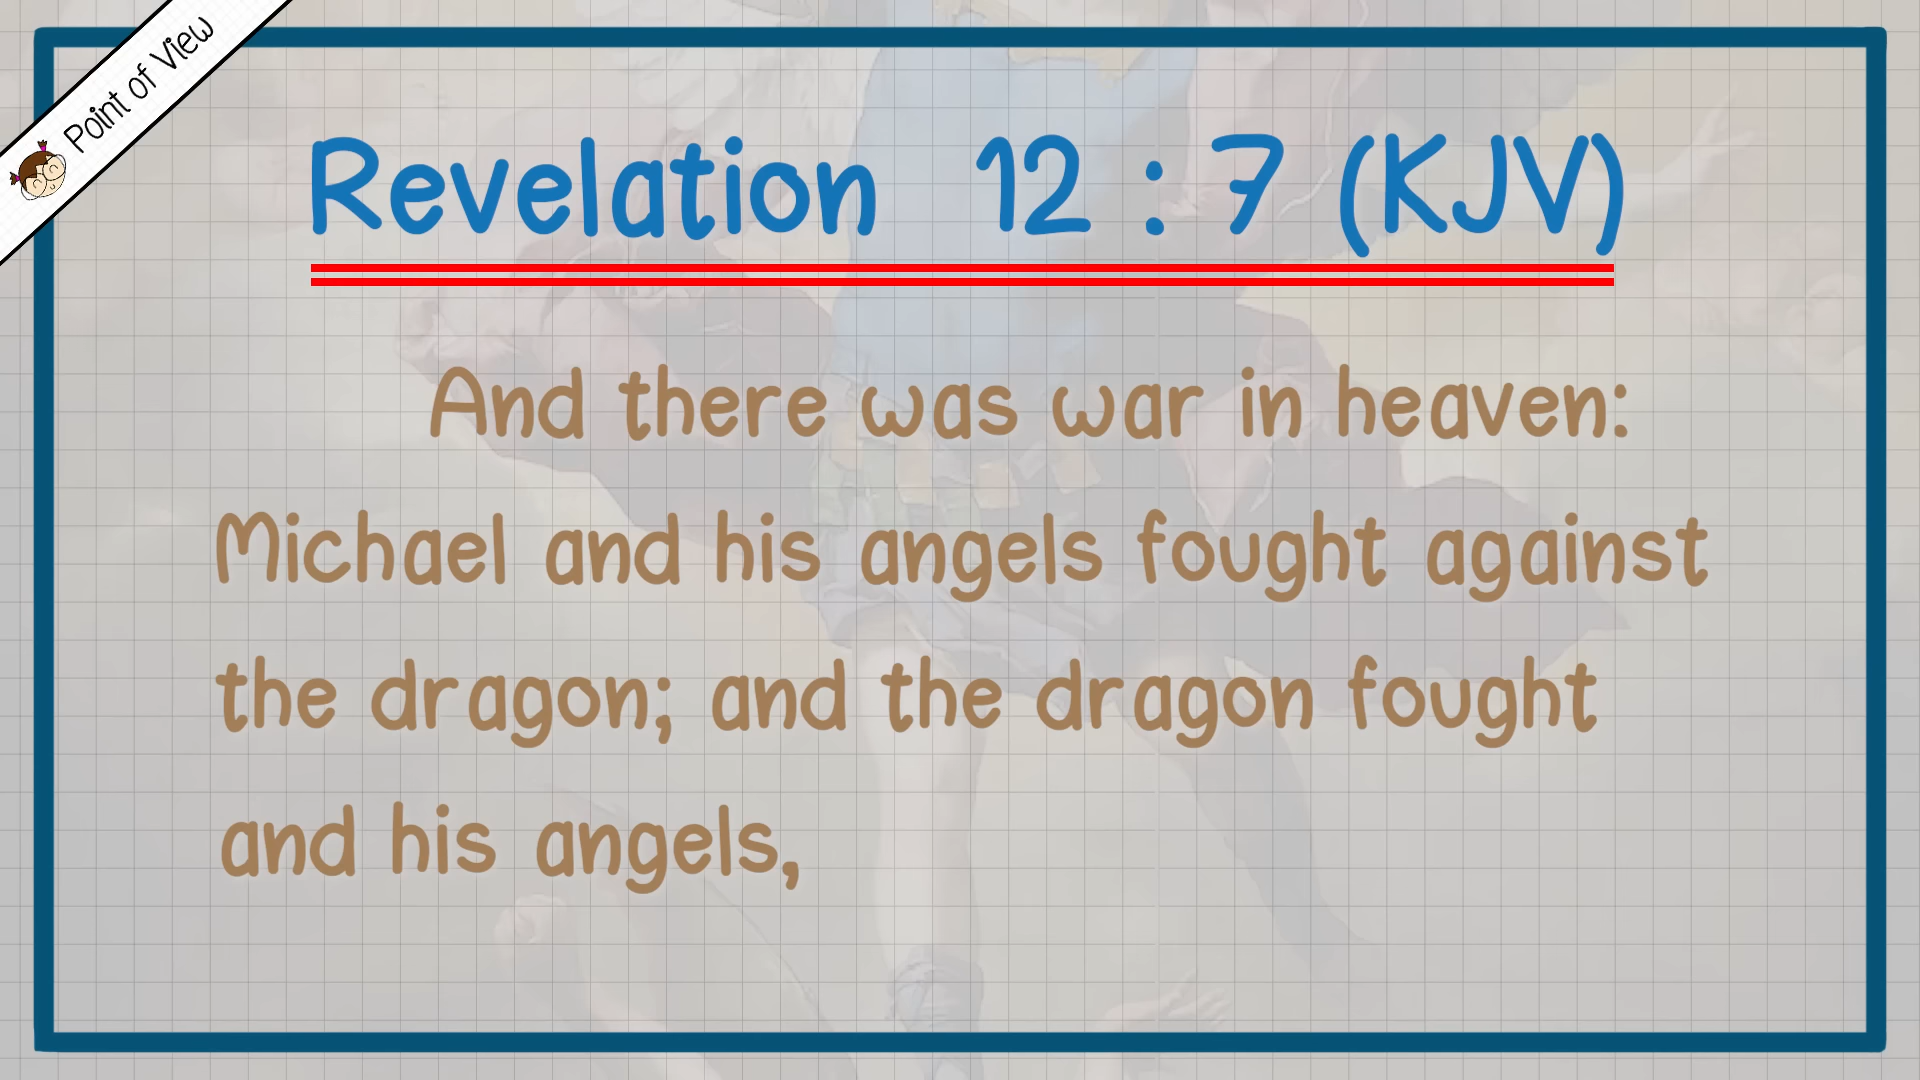 Point of View
Revelation 12 : 7 (KJV)
And there was war in heaven:
Michael and his angels fought against
the dragon; and the dragon fought
and his angels,